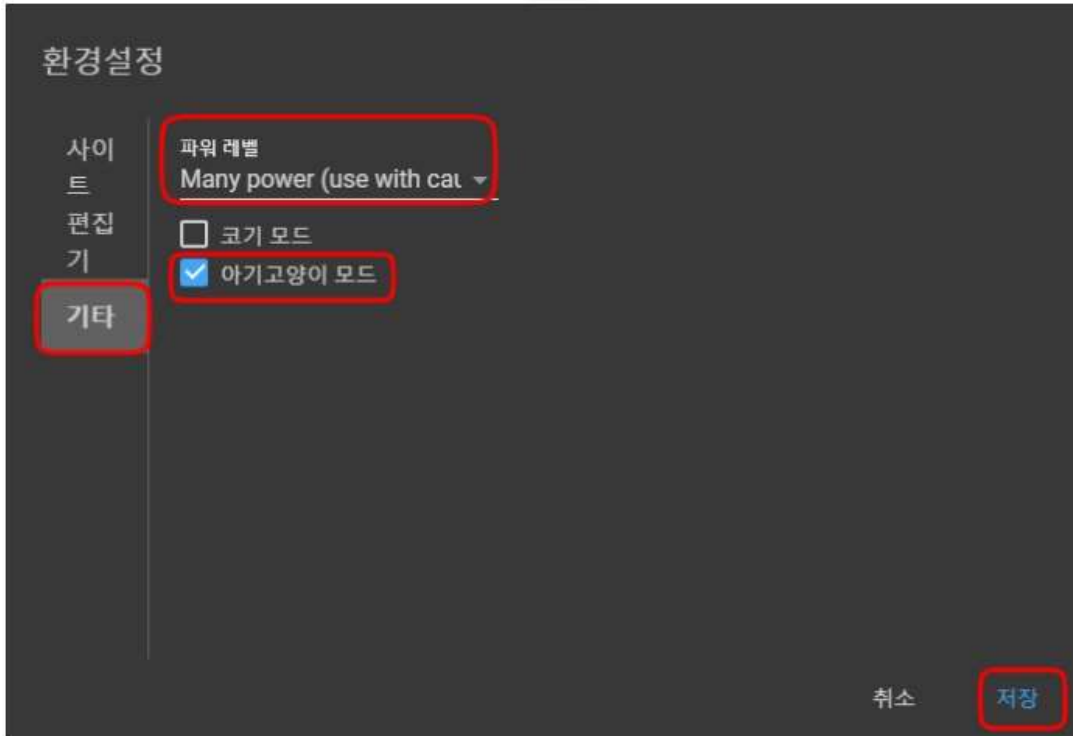 환경설정
사이
트
편집
기
기타
파워 레벨
Many power (use with cau
코기 모드
아기고양이 모드
취소
저장